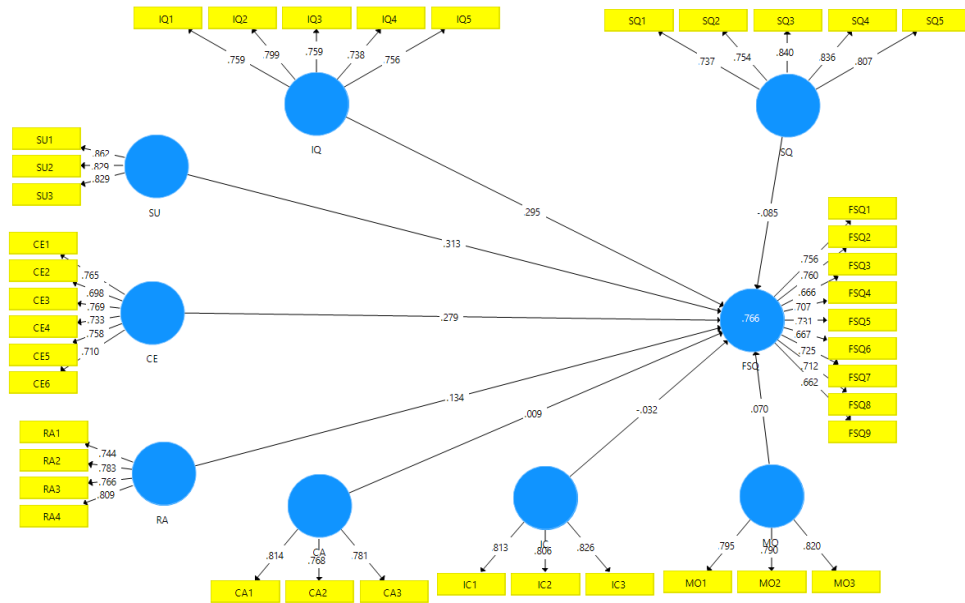 IQ1 IQ2 IQ3 IQ4 IQ5
.759 .799 .759 .738 .756
IQ
SQ1 SQ2 SQ3 SQ4 SQ5
.737 .754 .840 .836 .807
SQ
SU1
SU2
SU3
.862
.829
.829
SU
CE1
CE2
CE3
CE4
CE5
CE6
.765
.698
.769
.733
.758
.710
CE
RA1
RA2
RA3
RA4
.744
.783
.766
.809
RA
.295
.313
.279
.134
.009
-.032
.070
-.085
.766
FSQ
.756
.760
.666
.707
.731
.667
.725
.712
.662
FSQ1
FSQ2
FSQ3
FSQ4
FSQ5
FSQ6
FSQ7
FSQ8
FSQ9
CA
.814 .768 .781
CA1 CA2 CA3
IC
.813 .806 .826
IC1 IC2 IC3
MO
.795 .790 .820
MO1 MO2 MO3